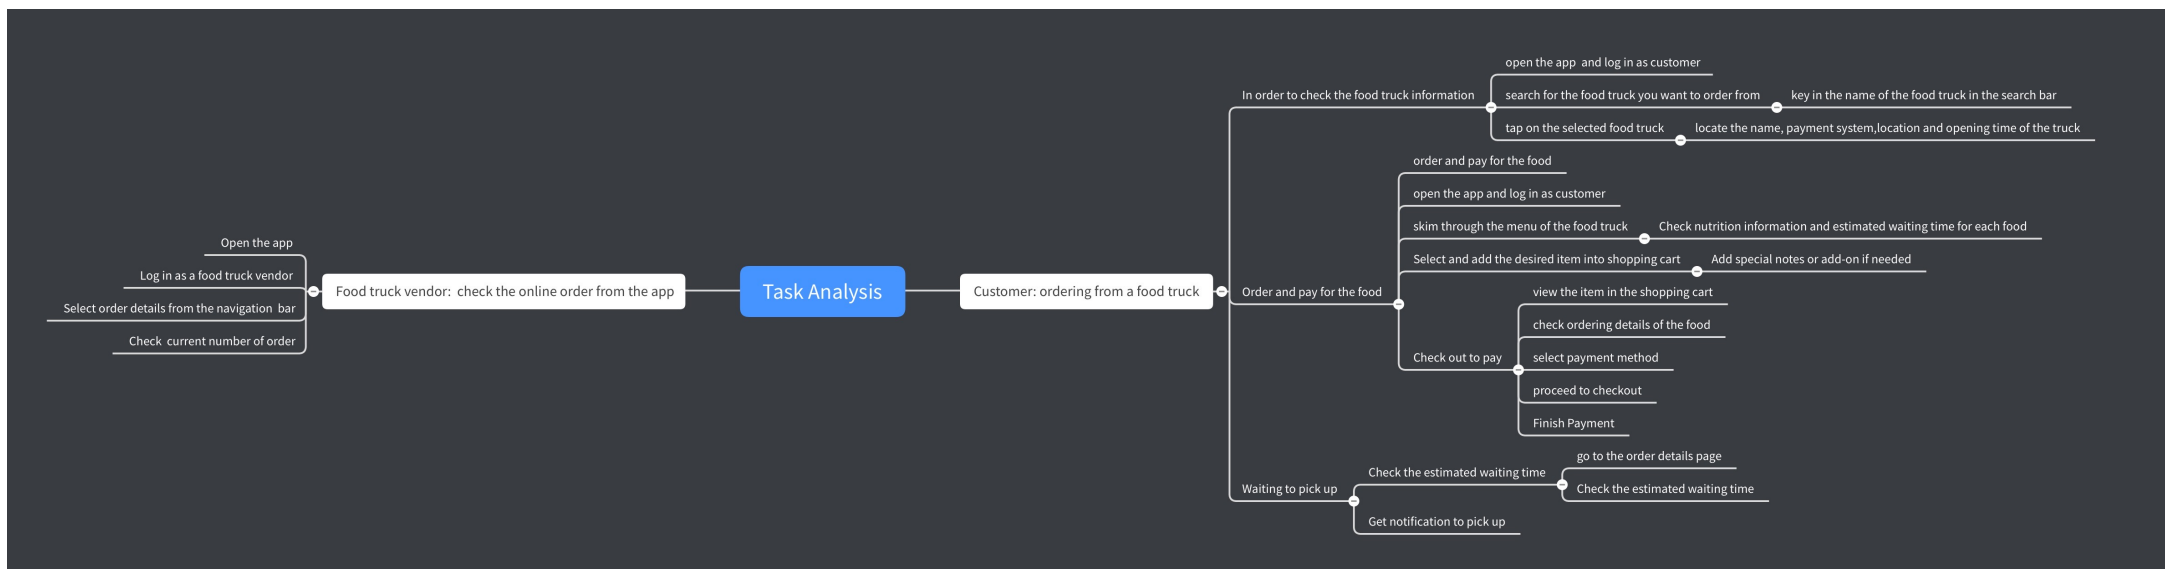 Task Analysis
Food truck vendor:  check the online order from the app
Open the app
Log in as a food truck vendor
Select order details from the navigation  bar
Check  current number of order
Customer: ordering from a food truck
In order to check the food truck information
open the app  and log in as customer
search for the food truck you want to order from
key in the name of the food truck in the search bar
tap on the selected food truck
locate the name, payment system,location and opening time of the truck
Order and pay for the food
order and pay for the food
open the app and log in as customer
skim through the menu of the food truck
Check nutrition information and estimated waiting time for each food
Select and add the desired item into shopping cart
Add special notes or add-on if needed
Check out to pay
view the item in the shopping cart
check ordering details of the food
select payment method
proceed to checkout
Finish Payment
Waiting to pick up
Check the estimated waiting time
go to the order details page
Check the estimated waiting time
Get notification to pick up